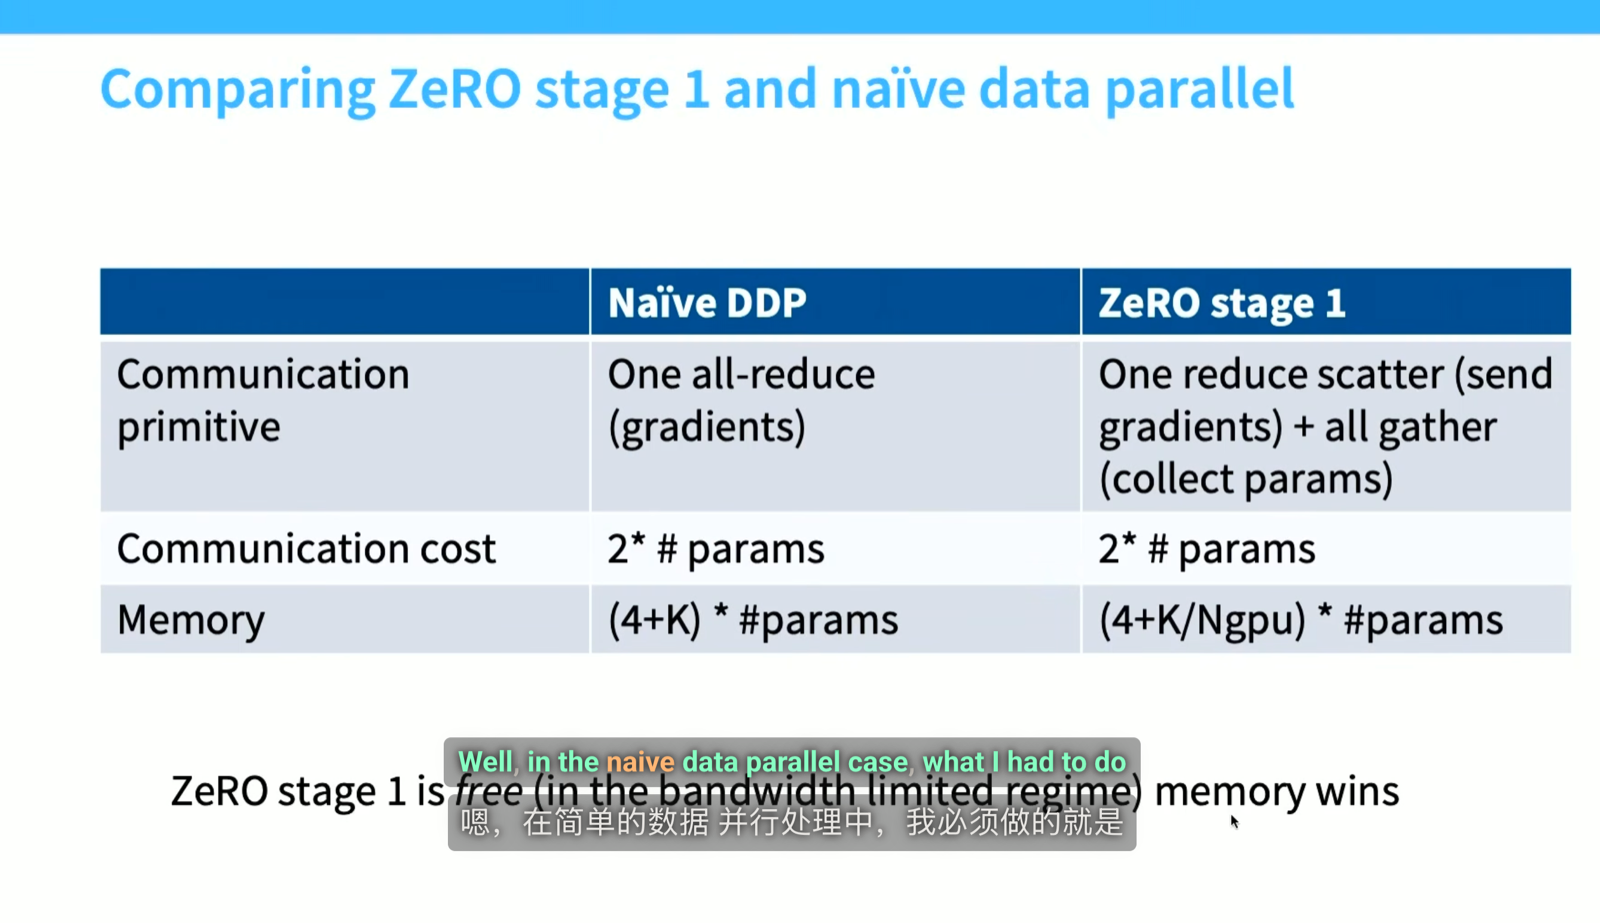 Comparing ZeRO stage 1 and naïve data parallel
Naïve DDP
ZeRO stage 1
Communication
primitive
One all-reduce
(gradients)
One reduce scatter (send
gradients) + all gather
(collect params)
Communication cost
2* # params
2* # params
Memory
(4+K) * #params
(4+K/Ngpu) * #params
Well, in the naive data parallel case, what I had to do
ZeRO stage 1 is free (in the bandwidth limited regime) memory wins
嗯，在简单的数据 并行处理中，我必须做的就是